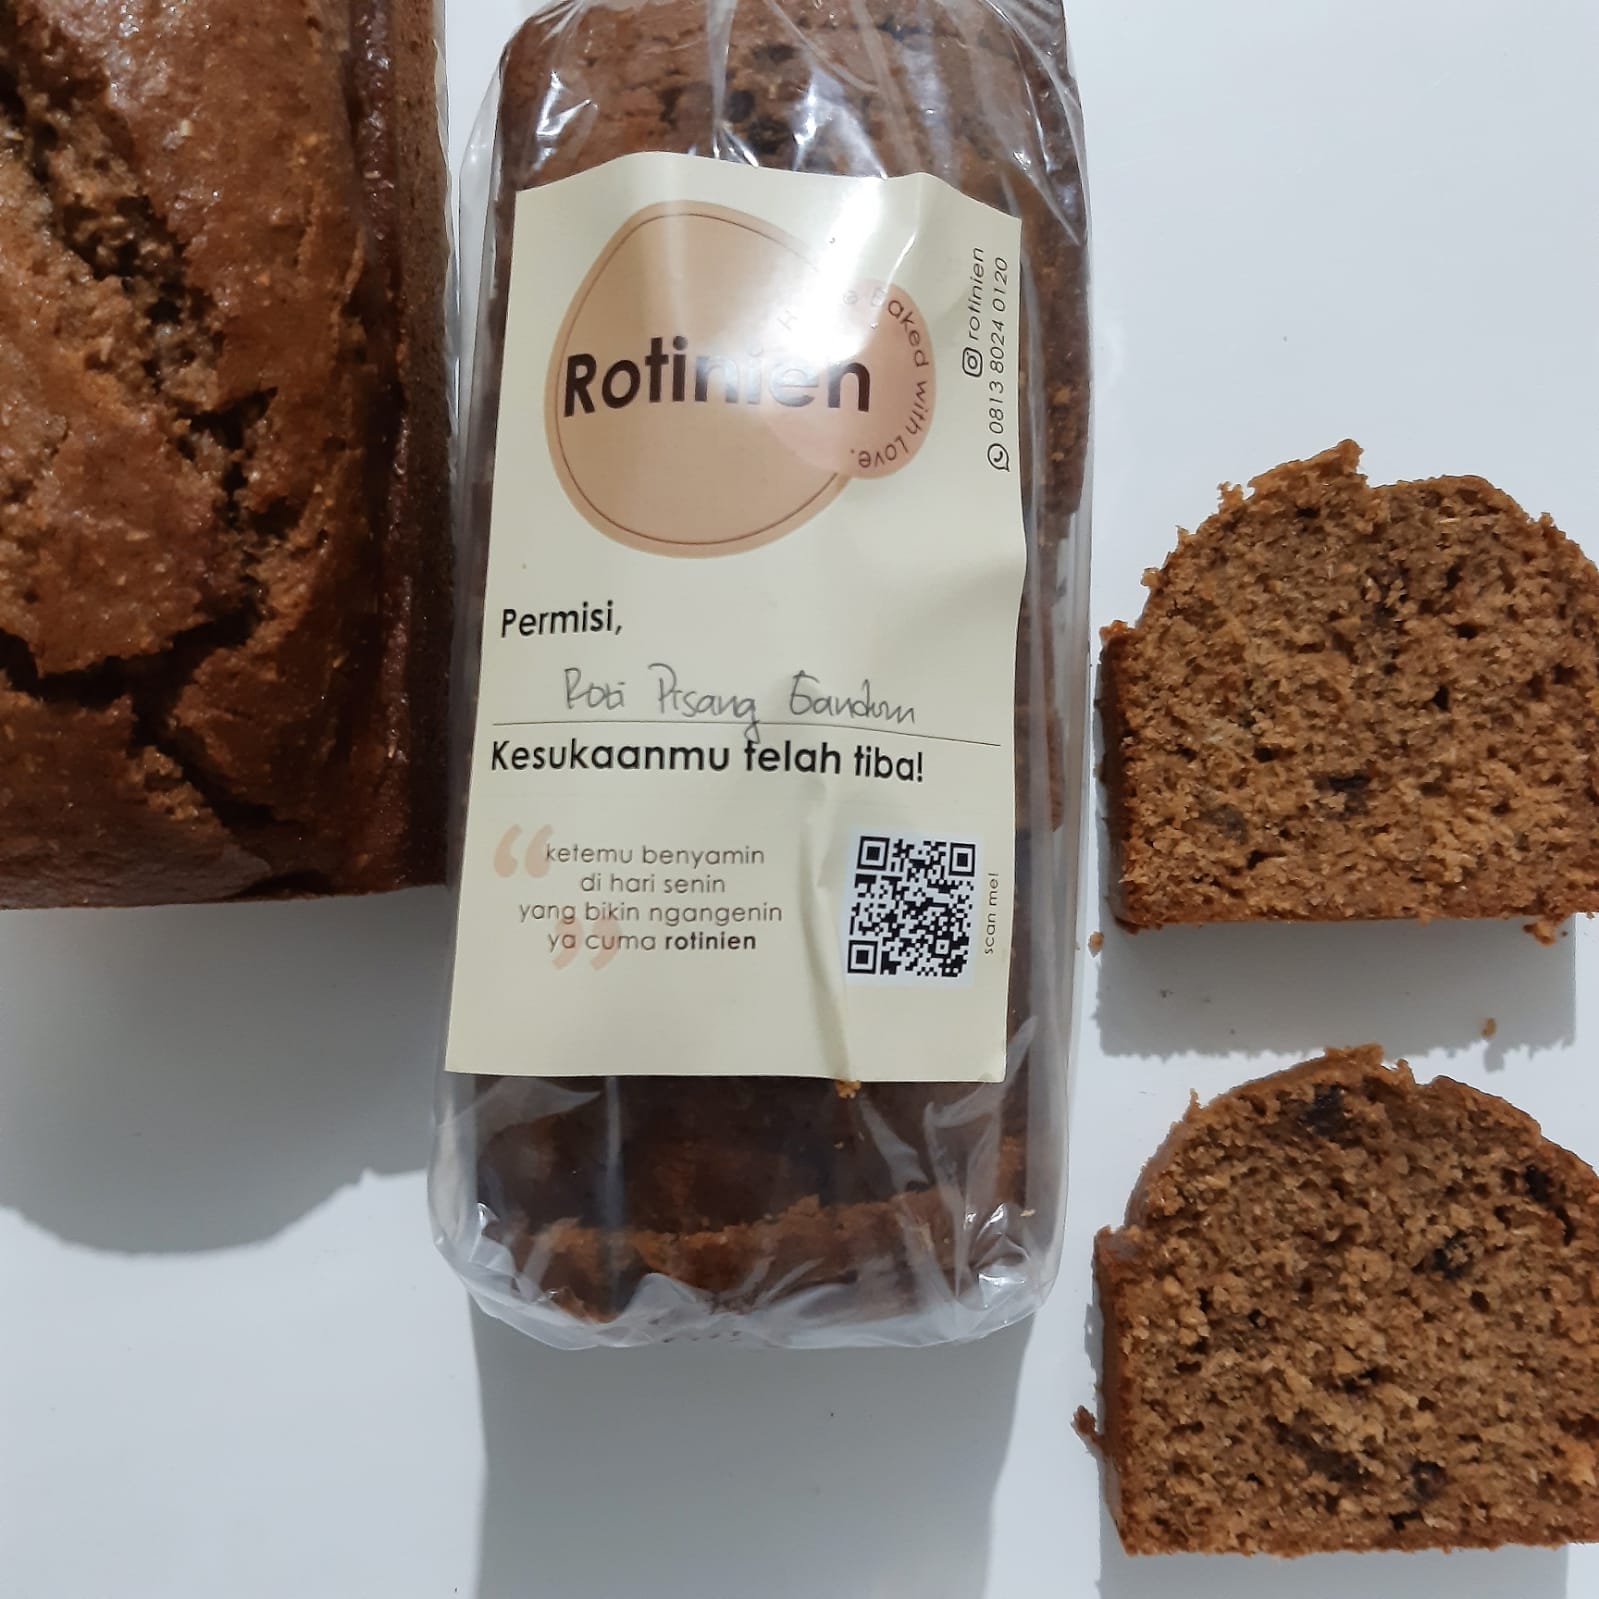 Rotinien
Home Baked with Love.
rotinien
0813 8024 0120
Permisi,
Roti Pisang Gandum
Kesukaanmu telah tiba!
“ketemu benyamin
di hari senin
yang bikin ngangenin
ya cuma rotinien”
scan me!